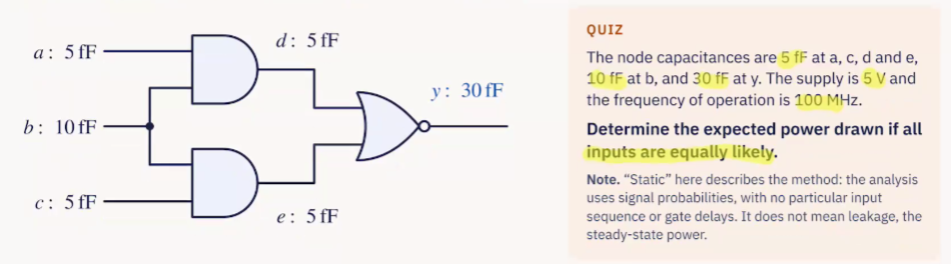 a: 5 fF
d: 5 fF
y: 30 fF
b: 10 fF
c: 5 fF
e: 5 fF
QUIZ
The node capacitances are 5 fF at a, c, d and e,
10 fF at b, and 30 fF at y. The supply is 5 V and
the frequency of operation is 100 MHz.
Determine the expected power drawn if all
inputs are equally likely.
Note. “Static” here describes the method: the analysis
uses signal probabilities, with no particular input
sequence or gate delays. It does not mean leakage, the
steady-state power.